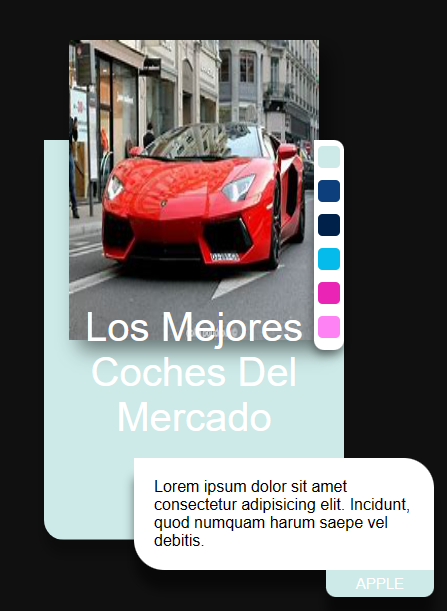 Los Mejores
Coches Del
Mercado
Lorem ipsum dolor sit amet
consectetur adipisicing elit. Incidunt,
quod numquam harum saepe vel
debitis.
APPLE